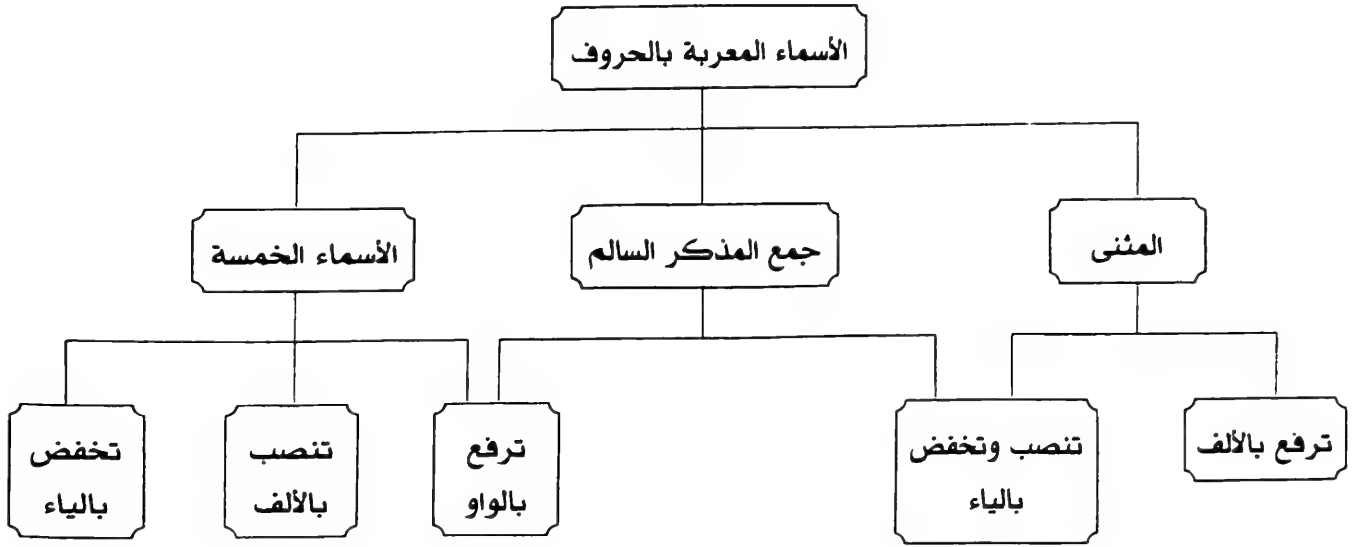 الأسماء المعربة بالحروف
المثنى
جمع المذكر السالم
الأسماء الخمسة
ترفع بالألف
تنصب وتخفض
بالياء
ترفع
بالواو
تنصب
بالألف
تخفض
بالياء